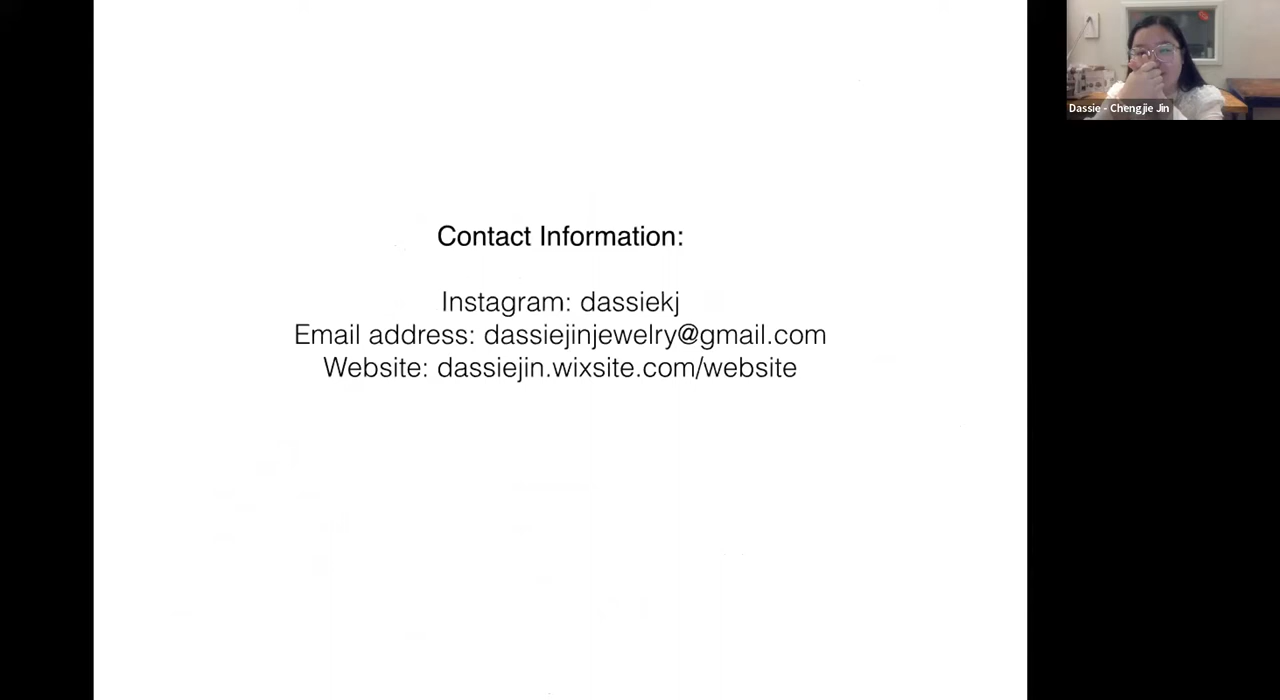 Contact Information:
Instagram: dassiekj
Email address: dassiejinjewelry@gmail.com
Website: dassiejin.wixsite.com/website
Dassie - Chengjie Jin